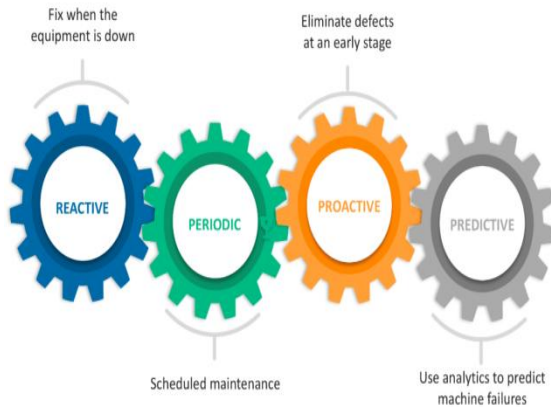 Fix when the
equipment is down
Eliminate defects
at an early stage
REACTIVE
PERIODIC
PROACTIVE
PREDICTIVE
Scheduled maintenance
Use analytics to predict
machine failures